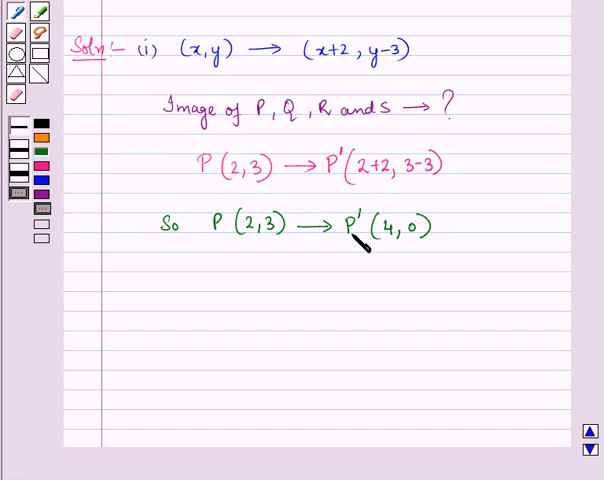 Soln:- (i) (x,y) → (x+2, y-3)
Image of P, Q, R and S → ?
P (2,3) → P'(2+2, 3-3)
So P (2,3) → P' (4,0)